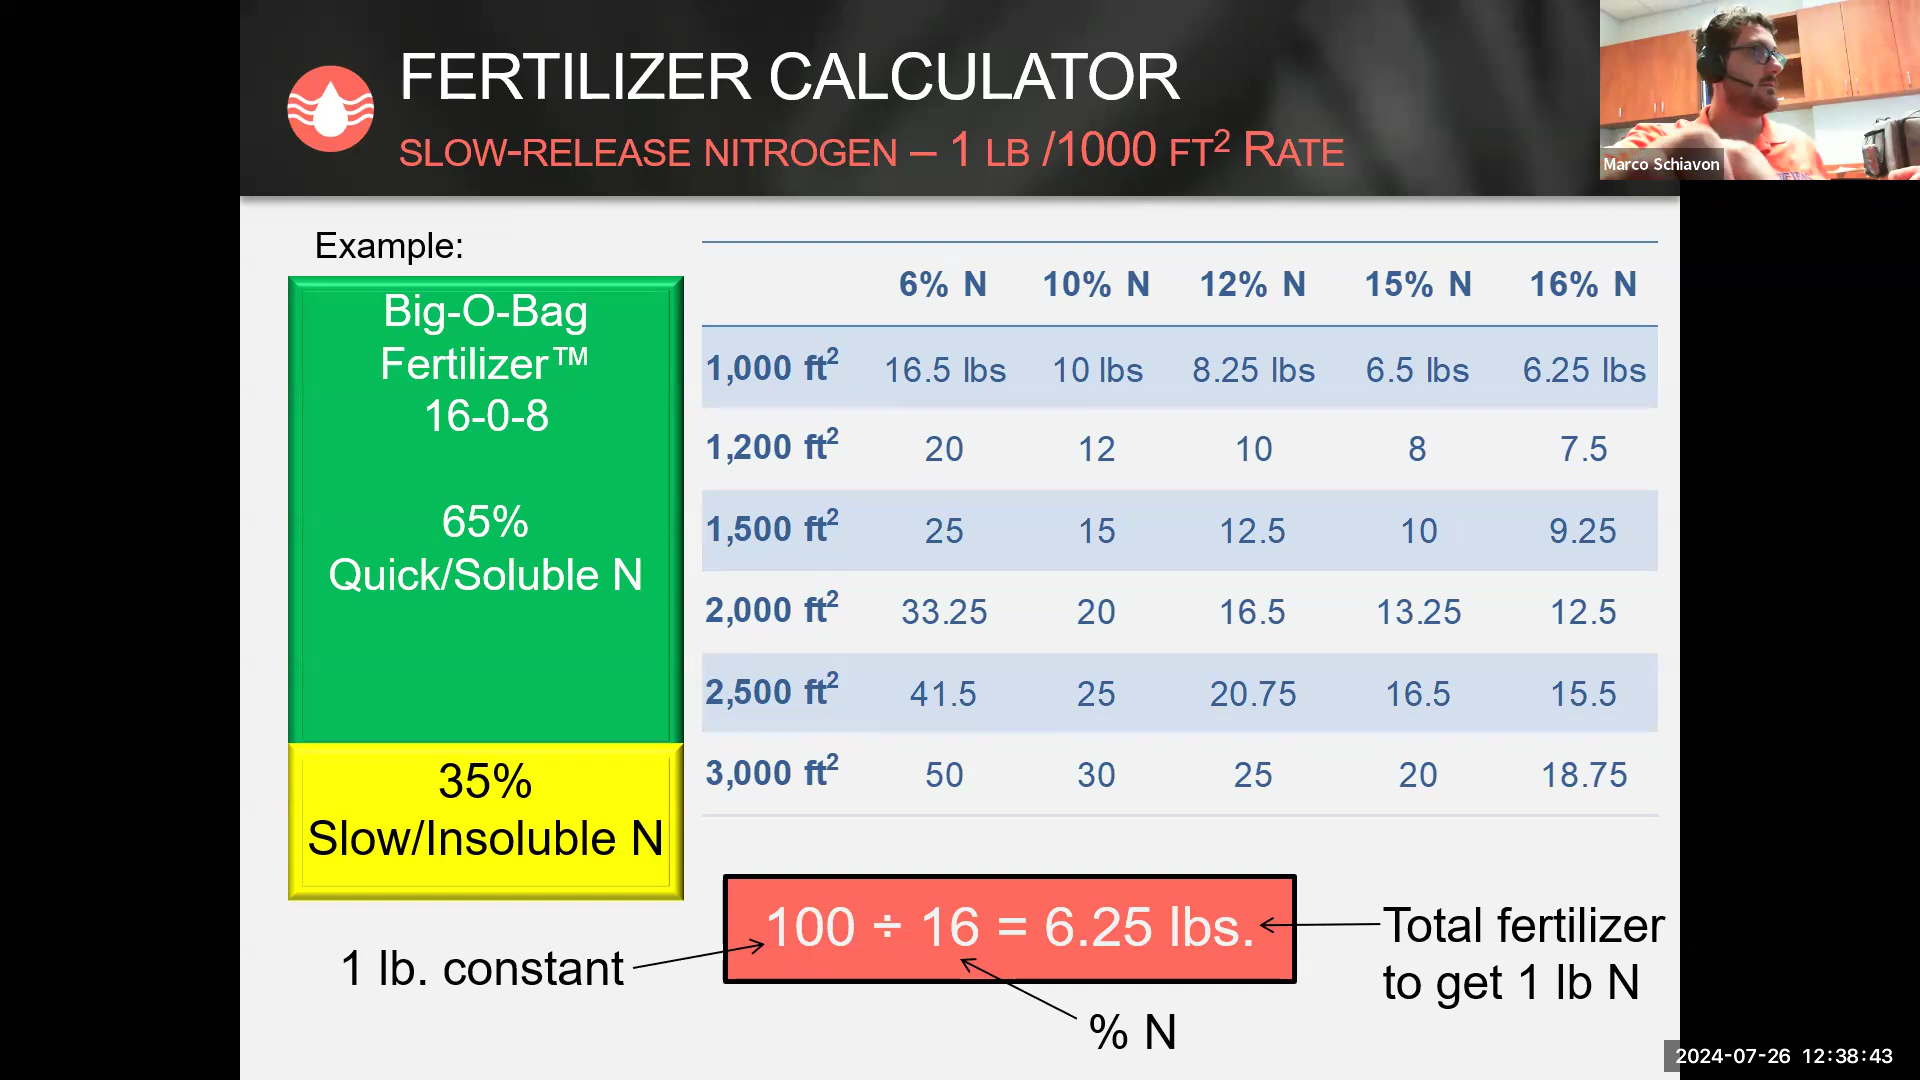 FERTILIZER CALCULATOR
SLOW-RELEASE NITROGEN – 1 LB /1000 FT² RATE
Marco Schiavon
Example:
Big-O-Bag
Fertilizer™
16-0-8
65%
Quick/Soluble N
35%
Slow/Insoluble N
6% N 10% N 12% N 15% N 16% N
1,000 ft² 16.5 lbs 10 lbs 8.25 lbs 6.5 lbs 6.25 lbs
1,200 ft² 20 12 10 8 7.5
1,500 ft² 25 15 12.5 10 9.25
2,000 ft² 33.25 20 16.5 13.25 12.5
2,500 ft² 41.5 25 20.75 16.5 15.5
3,000 ft² 50 30 25 20 18.75
100 ÷ 16 = 6.25 lbs.
1 lb. constant
% N
Total fertilizer
to get 1 lb N
2024-07-26 12:38:43